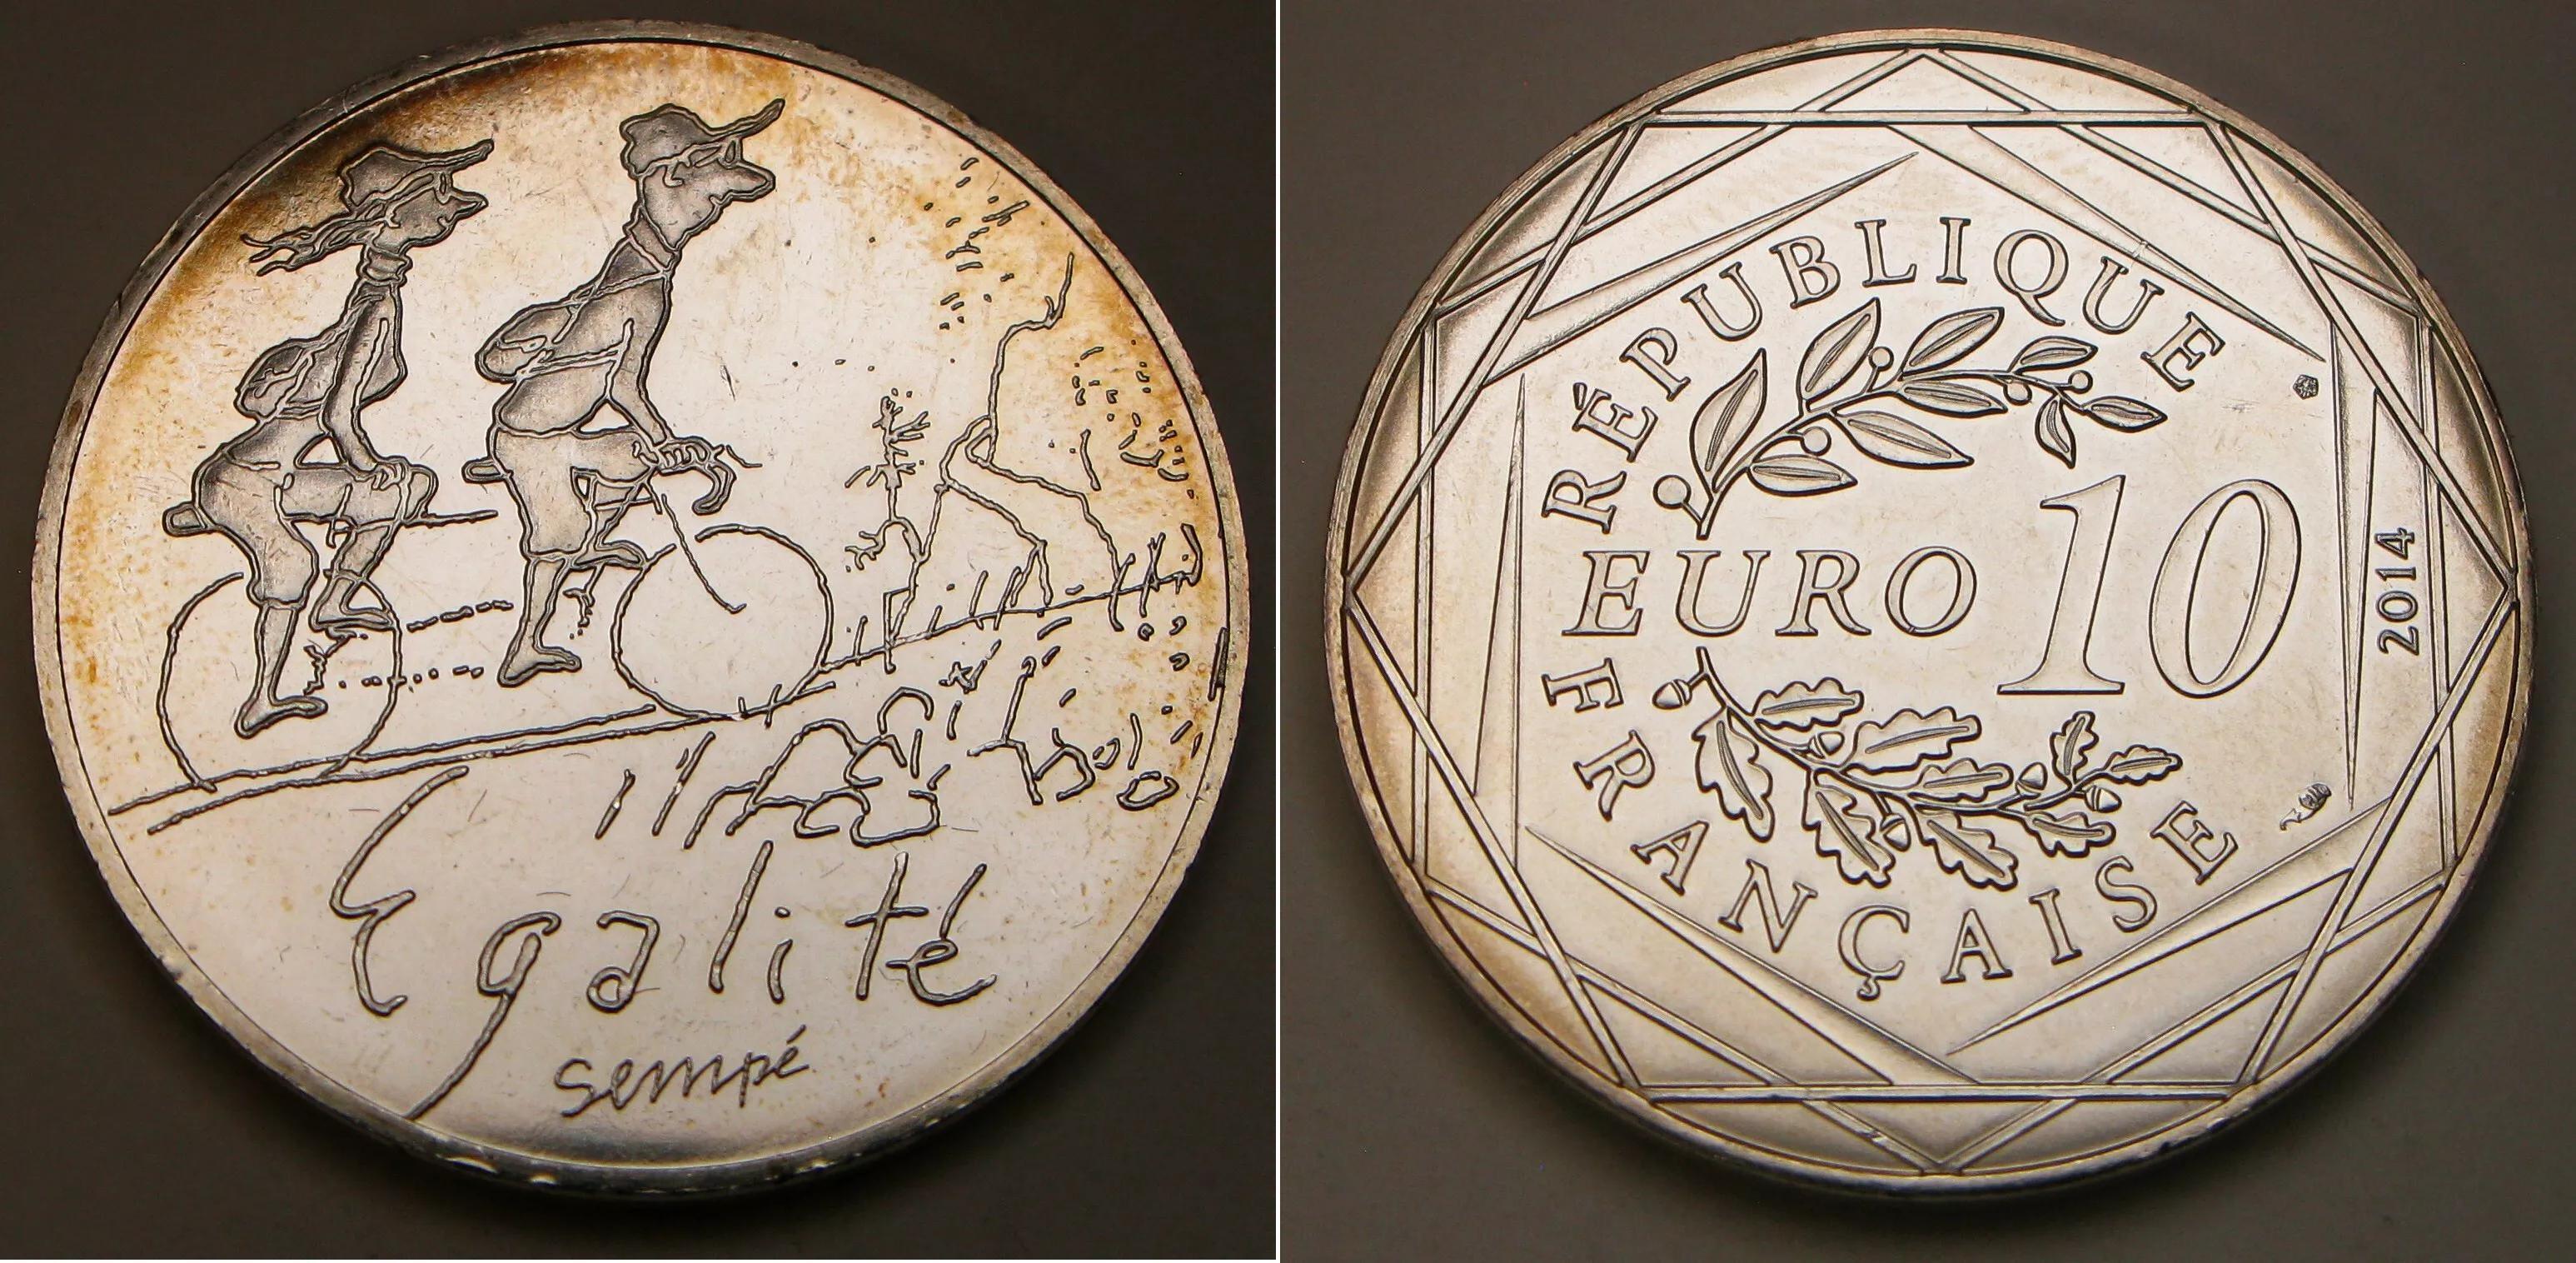 Egalité
sempé
RÉPUBLIQUE
EURO 10
2014
FRANÇAISE